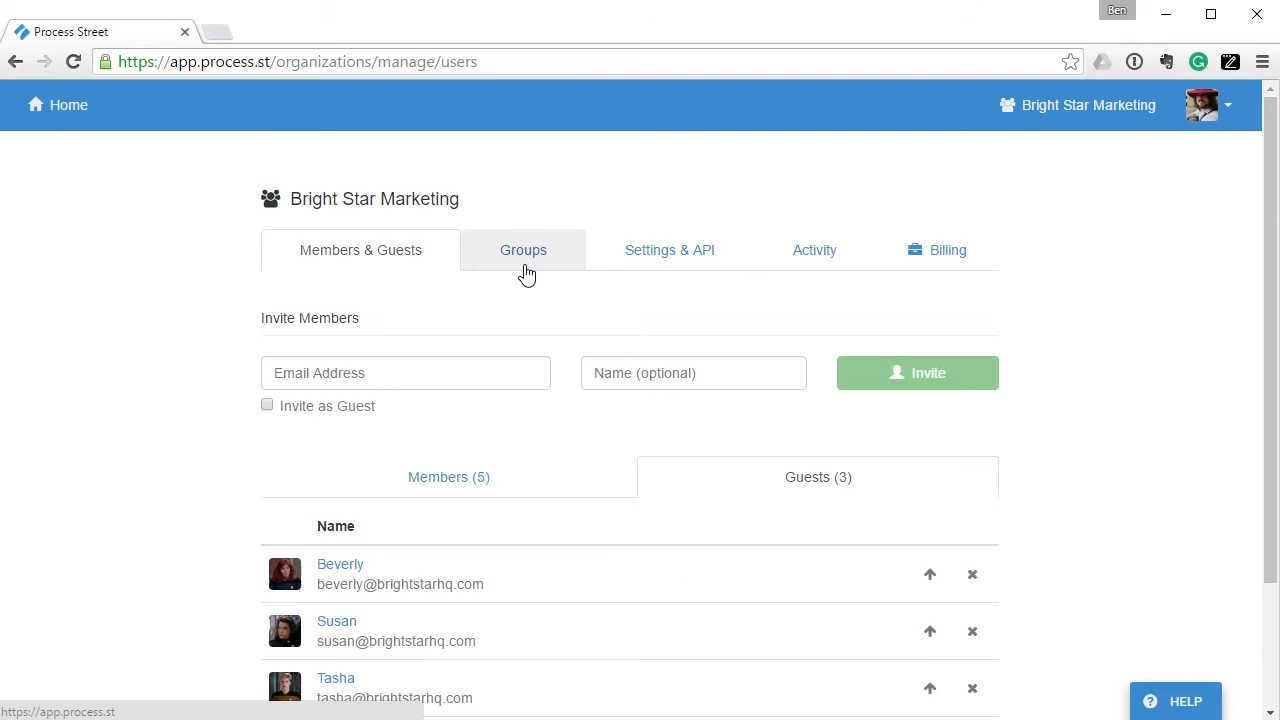 Ben
Process Street
https://app.process.st/organizations/manage/users
Home
Bright Star Marketing
Bright Star Marketing
Members & Guests
Groups
Settings & API
Activity
Billing
Invite Members
Email Address
Name (optional)
Invite
Invite as Guest
Members (5)
Guests (3)
Name
Beverly
beverly@brightstarhq.com
Susan
susan@brightstarhq.com
Tasha
tasha@brightstarhq.com
HELP
https://app.process.st